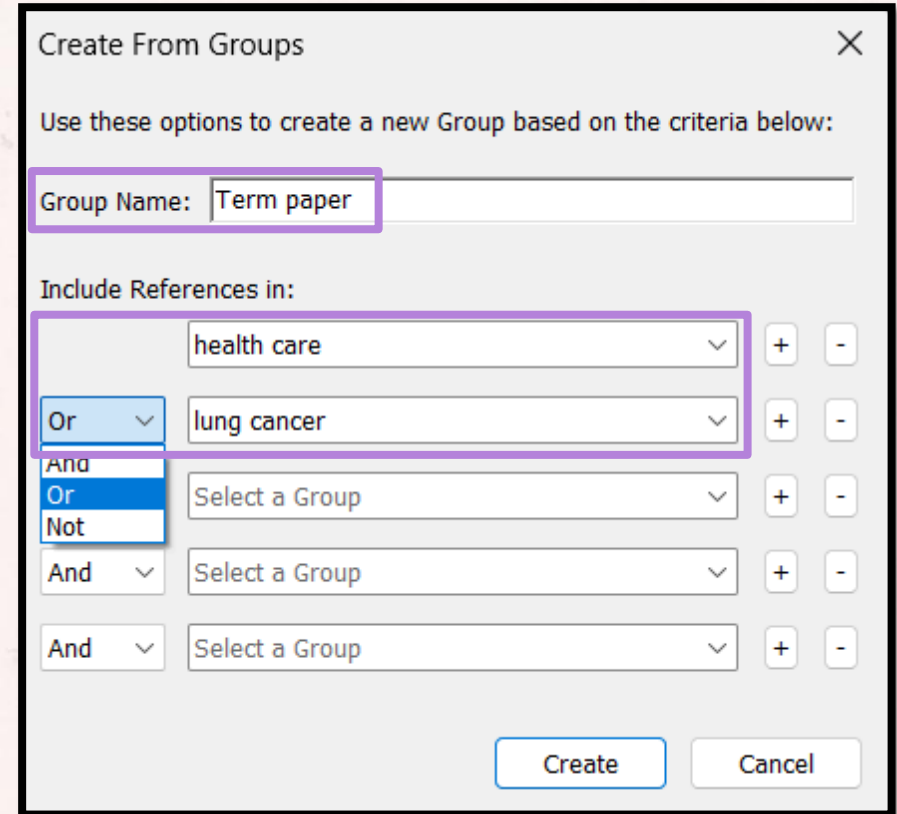 Create From Groups
Use these options to create a new Group based on the criteria below:
Group Name: Term paper
Include References in:
health care + -
Or lung cancer + -
And
Or Select a Group + -
Not
And Select a Group + -
And Select a Group + -
Create Cancel